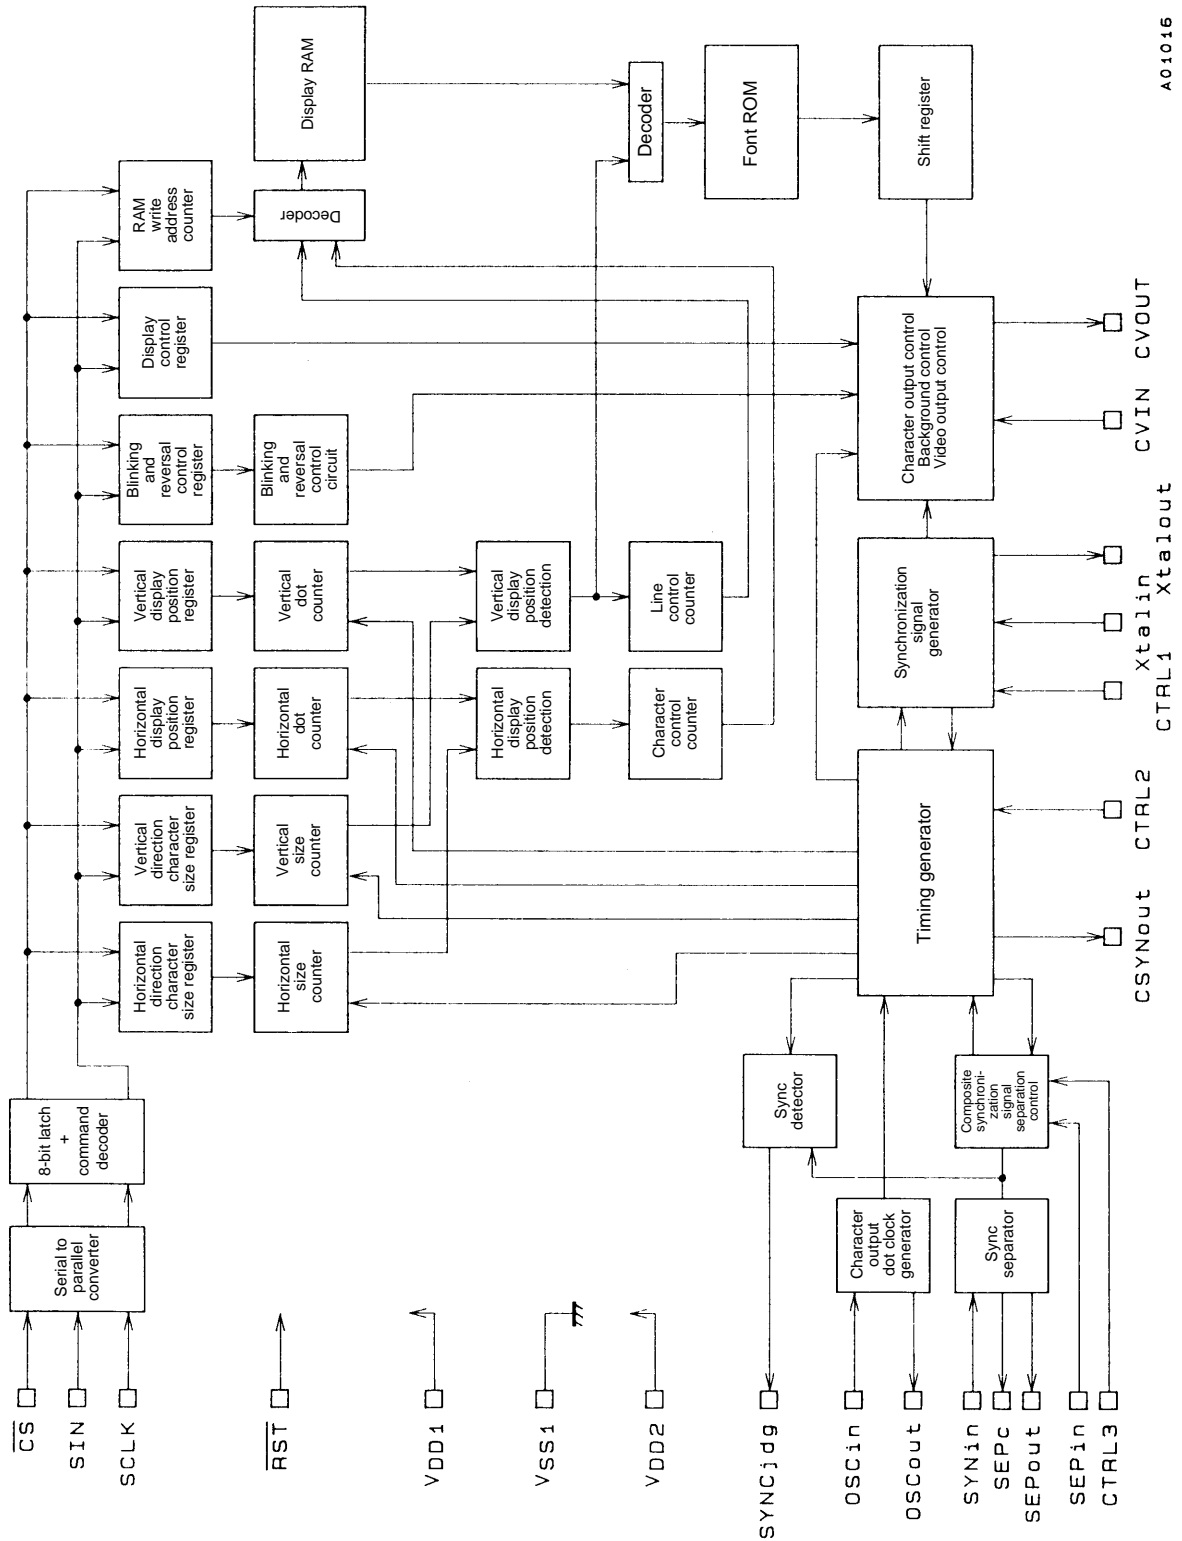 CS
SIN
SCLK
RST
VDD1
VSS1
VDD2
SYNCjdg
OSCin
OSCout
SYNin
SEPc
SEPout
SEPin
CTRL3
Serial to
parallel
converter
8-bit latch
+
command
decoder
Horizontal
direction
character
size register
Vertical
direction
character
size register
Horizontal
display
position
register
Vertical
display
position
register
Blinking
and
reversal
control
register
Display
control
register
RAM
write
address
counter
Horizontal
size
counter
Vertical
size
counter
Horizontal
dot
counter
Vertical
dot
counter
Blinking
and
reversal
control
circuit
Decoder
Display RAM
Horizontal
display
position
detection
Vertical
display
position
detection
Character
control
counter
Line
control
counter
Decoder
Font ROM
Shift register
Sync
detector
Character
output
dot clock
generator
Sync
separator
Composite
synchroni-
zation
signal
separation
control
Timing generator
Synchronization
signal
generator
Character output control
Background control
Video output control
CSYNout
CTRL2
CTRL1
Xtalin
Xtalout
CVIN
CVOUT
A01016